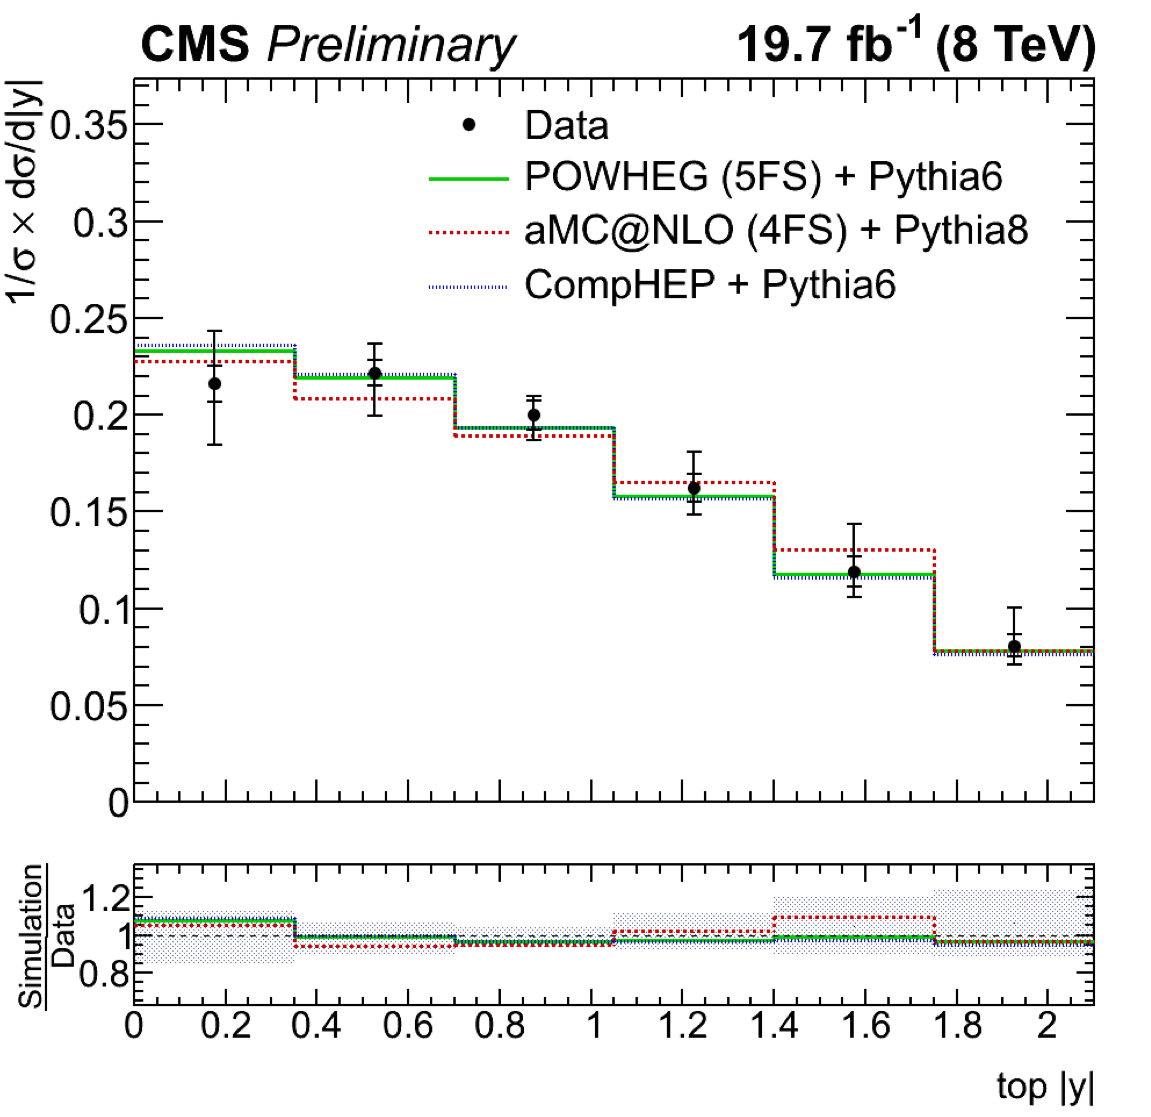 CMS Preliminary 19.7 fb⁻¹ (8 TeV)
1/σ × dσ/d|y|
Data
POWHEG (5FS) + Pythia6
aMC@NLO (4FS) + Pythia8
CompHEP + Pythia6
0.35
0.3
0.25
0.2
0.15
0.1
0.05
0
Simulation
Data
1.2
1
0.8
0 0.2 0.4 0.6 0.8 1 1.2 1.4 1.6 1.8 2
top |y|